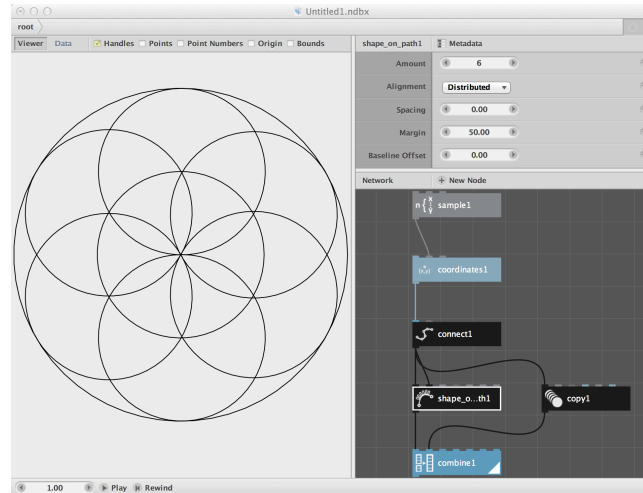 Untitled1.ndbx
root
Viewer Data Handles Points Point Numbers Origin Bounds
shape_on_path1 Metadata
Amount 6
Alignment Distributed
Spacing 0.00
Margin 50.00
Baseline Offset 0.00
Network + New Node
n { x y sample1
(x,y) coordinates1
connect1
shape_o...th1
copy1
combine1
1.00 Play Rewind